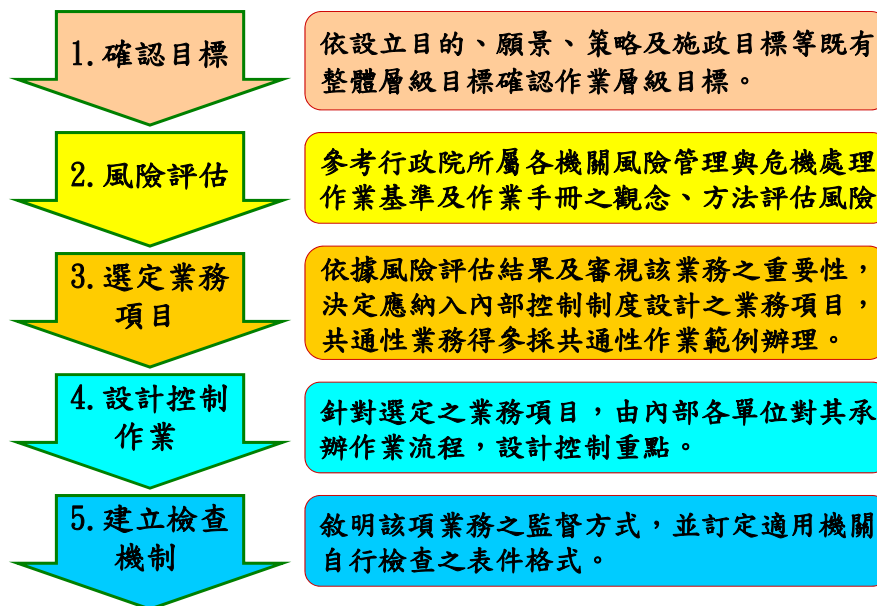 1.確認目標
依設立目的、願景、策略及施政目標等既有
整體層級目標確認作業層級目標。
2.風險評估
參考行政院所屬各機關風險管理與危機處理
作業基準及作業手冊之觀念、方法評估風險
3.選定業務
項目
依據風險評估結果及審視該業務之重要性，
決定應納入內部控制制度設計之業務項目，
共通性業務得參採共通性作業範例辦理。
4.設計控制
作業
針對選定之業務項目，由內部各單位對其承
辦作業流程，設計控制重點。
5.建立檢查
機制
敘明該項業務之監督方式，並訂定適用機關
自行檢查之表件格式。